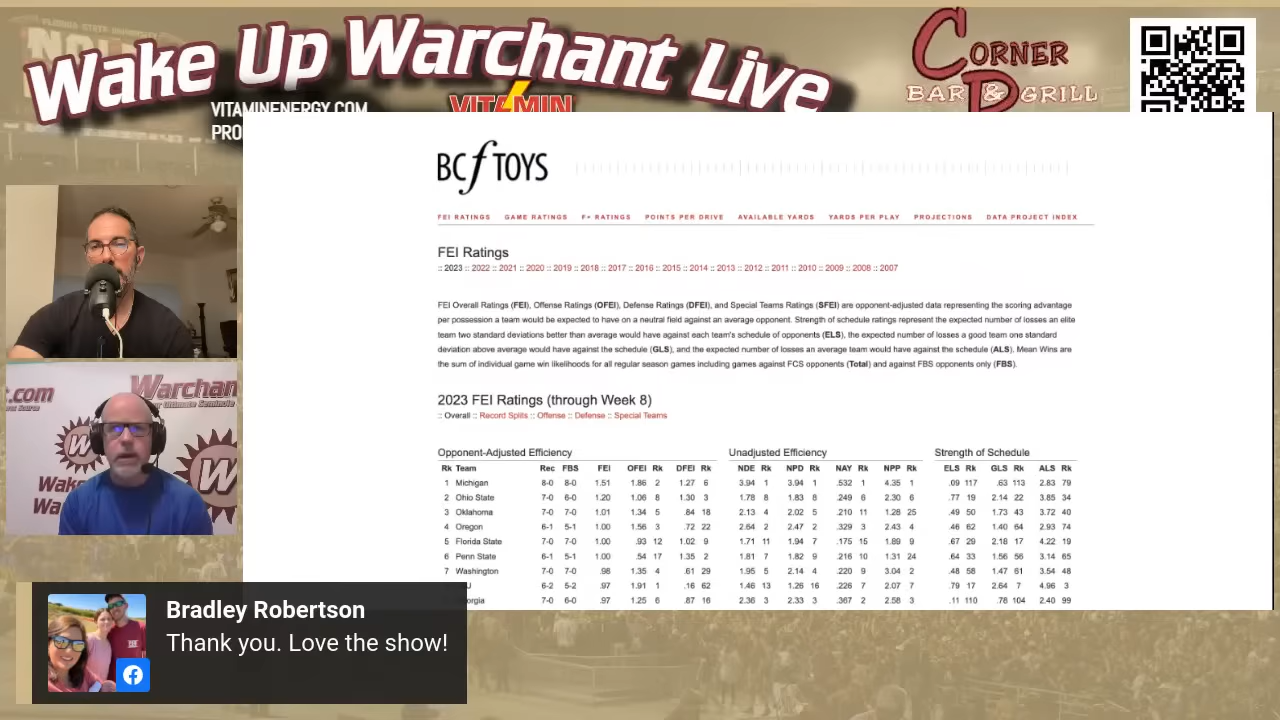 Wake Up Warchant Live
VITAMINENERGY.COM
PRO
VITAMIN
CORNER
BAR & GRILL
BCfTOYS
FEI RATINGS GAME RATINGS F+ RATINGS POINTS PER DRIVE AVAILABLE YARDS YARDS PER PLAY PROJECTIONS DATA PROJECT INDEX
FEI Ratings
:: 2023 :: 2022 :: 2021 :: 2020 :: 2019 :: 2018 :: 2017 :: 2016 :: 2015 :: 2014 :: 2013 :: 2012 :: 2011 :: 2010 :: 2009 :: 2008 :: 2007
FEI Overall Ratings (FEI), Offense Ratings (OFEI), Defense Ratings (DFEI), and Special Teams Ratings (SFEI) are opponent-adjusted data representing the scoring advantage
per possession a team would be expected to have on a neutral field against an average opponent. Strength of schedule ratings represent the expected number of losses an elite
team two standard deviations better than average would have against each team's schedule of opponents (ELS), the expected number of losses a good team one standard
deviation above average would have against the schedule (GLS), and the expected number of losses an average team would have against the schedule (ALS). Mean Wins are
the sum of individual game win likelihoods for all regular season games including games against FCS opponents (Total) and against FBS opponents only (FBS).
2023 FEI Ratings (through Week 8)
:: Overall :: Record Splits :: Offense :: Defense :: Special Teams
Opponent-Adjusted Efficiency Unadjusted Efficiency Strength of Schedule
Rk Team Rec FBS FEI OFEI Rk DFEI Rk NDE Rk NPD Rk NAY Rk NPP Rk ELS Rk GLS Rk ALS Rk
1 Michigan 8-0 8-0 1.51 1.86 2 1.27 6 3.94 1 3.94 1 .532 1 4.35 1 .09 117 .63 113 2.83 79
2 Ohio State 7-0 6-0 1.20 1.06 8 1.30 3 1.78 8 1.83 8 .249 6 2.30 6 .77 19 2.14 22 3.85 34
3 Oklahoma 7-0 7-0 1.01 1.34 5 .84 18 2.13 4 2.02 5 .210 11 1.28 25 .49 50 1.73 43 3.72 40
4 Oregon 6-1 5-1 1.00 1.56 3 .72 22 2.64 2 2.47 2 .329 3 2.43 4 .46 62 1.40 64 2.93 74
5 Florida State 7-0 7-0 1.00 .93 12 1.02 9 1.71 11 1.94 7 .175 15 1.89 9 .67 29 2.18 17 4.22 19
6 Penn State 6-1 5-1 1.00 .54 17 1.35 2 1.81 7 1.82 9 .216 10 1.31 24 .64 33 1.56 56 3.14 65
7 Washington 7-0 7-0 .98 1.35 4 .61 29 1.95 5 2.14 4 .220 9 3.04 2 .48 58 1.47 61 3.54 48
6-2 5-2 .97 1.91 1 .16 62 1.46 13 1.26 16 .226 7 2.07 7 .79 17 2.64 7 4.96 3
orgia 7-0 6-0 .97 1.25 6 .87 16 2.36 3 2.33 3 .367 2 2.58 3 .11 110 .78 104 2.40 99
.com
Warchant
Bradley Robertson
Thank you. Love the show!